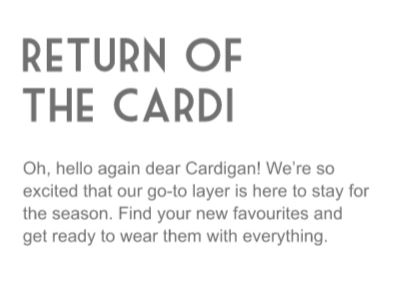 RETURN OF
THE CARDI
Oh, hello again dear Cardigan! We're so
excited that our go-to layer is here to stay for
the season. Find your new favourites and
get ready to wear them with everything.